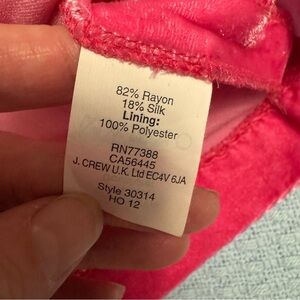 82% Rayon
18% Silk
Lining:
100% Polyester
RN77388
CA56445
J. CREW U.K. Ltd EC4V 6JA
Style 30314
HO 12